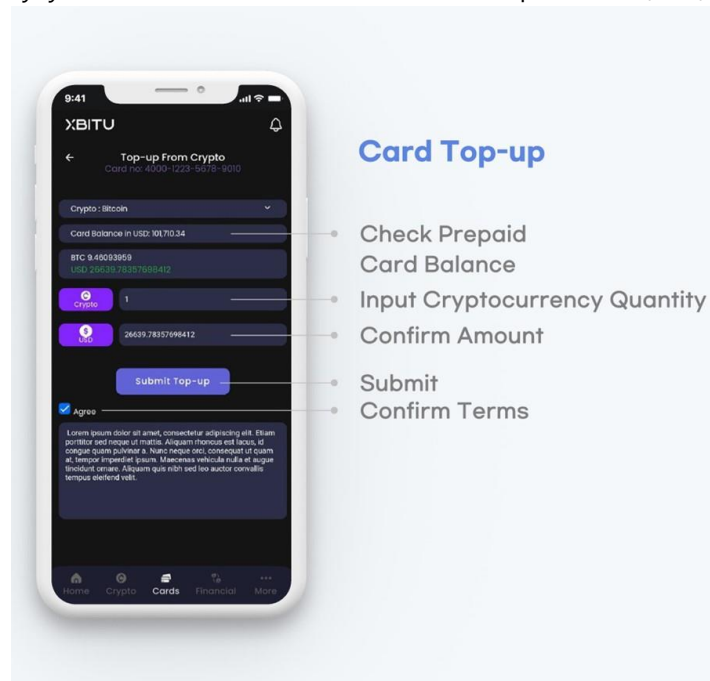 9:41
XBITU
Top-up From Crypto
Card no: 4000-1223-5678-9010
Crypto : Bitcoin
Card Balance in USD: 101,710.34
BTC 9.46093959
USD 26639.78357698412
Crypto
1
USD
26639.78357698412
Submit Top-up
Agree
Lorem ipsum dolor sit amet, consectetur adipiscing elit. Etiam
porttitor sed neque ut mattis. Aliquam rhoncus est lacus, id
congue quam pulvinar a. Nunc neque orci, consequat ut quam
at, tempor imperdiet ipsum. Maecenas vehicula nulla et augue
tincidunt ornare. Aliquam quis nibh sed leo auctor convallis
tempus eleifend velit.
Home Crypto Cards Financial More
Card Top-up
Check Prepaid
Card Balance
Input Cryptocurrency Quantity
Confirm Amount
Submit
Confirm Terms